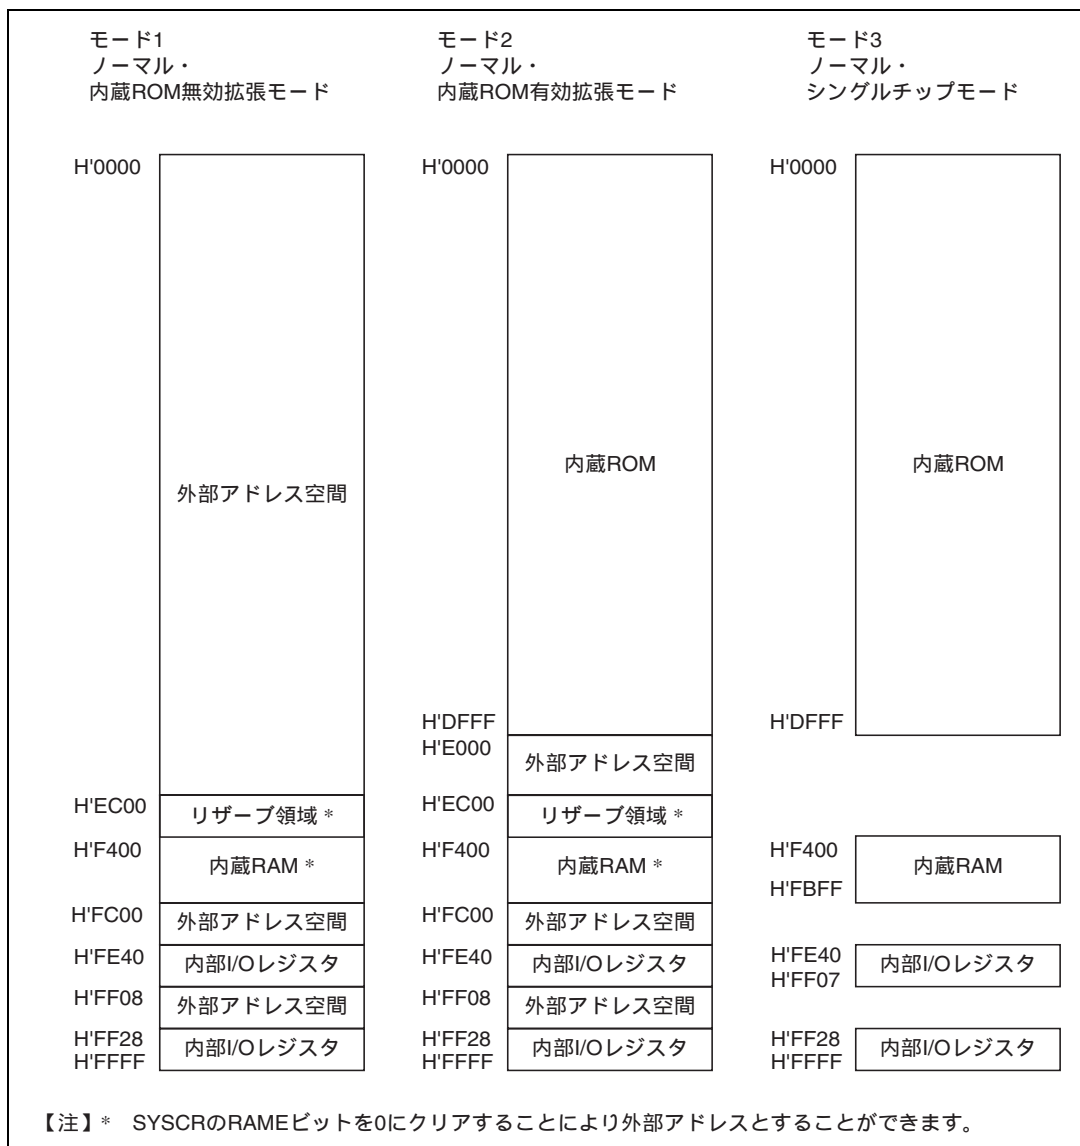 モード1
ノーマル・
内蔵ROM無効拡張モード
H'0000
外部アドレス空間
H'EC00
リザーブ領域 *
H'F400
内蔵RAM *
H'FC00
外部アドレス空間
H'FE40
内部I/Oレジスタ
H'FF08
外部アドレス空間
H'FF28
H'FFFF
内部I/Oレジスタ
モード2
ノーマル・
内蔵ROM有効拡張モード
H'0000
内蔵ROM
H'DFFF
H'E000
外部アドレス空間
H'EC00
リザーブ領域 *
H'F400
内蔵RAM *
H'FC00
外部アドレス空間
H'FE40
内部I/Oレジスタ
H'FF08
外部アドレス空間
H'FF28
H'FFFF
内部I/Oレジスタ
モード3
ノーマル・
シングルチップモード
H'0000
内蔵ROM
H'DFFF
H'F400
内蔵RAM
H'FBFF
H'FE40
H'FF07
内部I/Oレジスタ
H'FF28
H'FFFF
内部I/Oレジスタ
【注】* SYSCRのRAMEビットを0にクリアすることにより外部アドレスとすることができます。